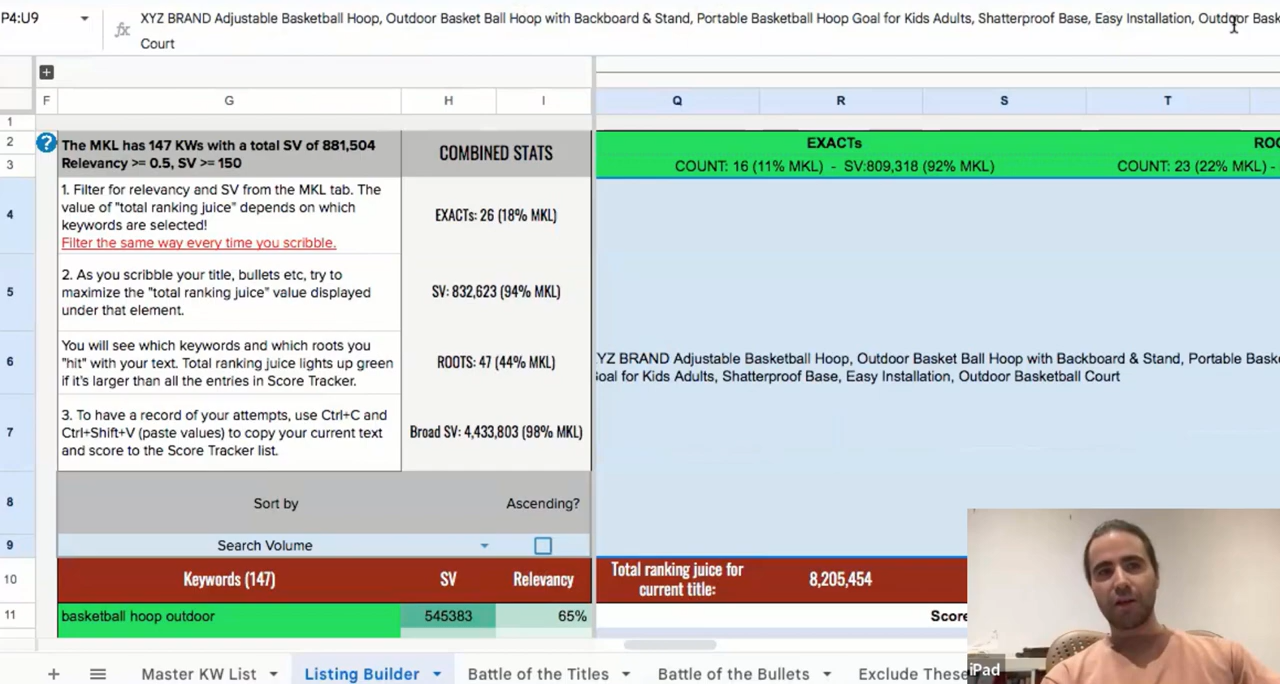 P4:U9
fx XYZ BRAND Adjustable Basketball Hoop, Outdoor Basket Ball Hoop with Backboard & Stand, Portable Basketball Hoop Goal for Kids Adults, Shatterproof Base, Easy Installation, Outdoor Bask
Court
F G H I Q R S T
1
2
3
4
5
6
7
8
9
10
11
The MKL has 147 KWs with a total SV of 881,504
Relevancy >= 0.5, SV >= 150
COMBINED STATS
EXACTs
COUNT: 16 (11% MKL) - SV:809,318 (92% MKL)
ROO
COUNT: 23 (22% MKL) -
1. Filter for relevancy and SV from the MKL tab. The
value of "total ranking juice" depends on which
keywords are selected!
Filter the same way every time you scribble.
EXACTs: 26 (18% MKL)
2. As you scribble your title, bullets etc, try to
maximize the "total ranking juice" value displayed
under that element.
SV: 832,623 (94% MKL)
You will see which keywords and which roots you
"hit" with your text. Total ranking juice lights up green
if it's larger than all the entries in Score Tracker.
ROOTS: 47 (44% MKL)
YZ BRAND Adjustable Basketball Hoop, Outdoor Basket Ball Hoop with Backboard & Stand, Portable Baske
oal for Kids Adults, Shatterproof Base, Easy Installation, Outdoor Basketball Court
3. To have a record of your attempts, use Ctrl+C and
Ctrl+Shift+V (paste values) to copy your current text
and score to the Score Tracker list.
Broad SV: 4,433,803 (98% MKL)
Sort by Ascending?
Search Volume
Keywords (147) SV Relevancy
Total ranking juice for
current title:
8,205,454
basketball hoop outdoor 545383 65%
Score
iPad
Master KW List Listing Builder Battle of the Titles Battle of the Bullets Exclude These